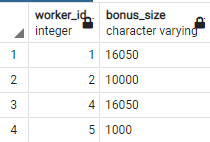 worker_id bonus_size
integer character varying
1 1 16050
2 2 10000
3 4 16050
4 5 1000